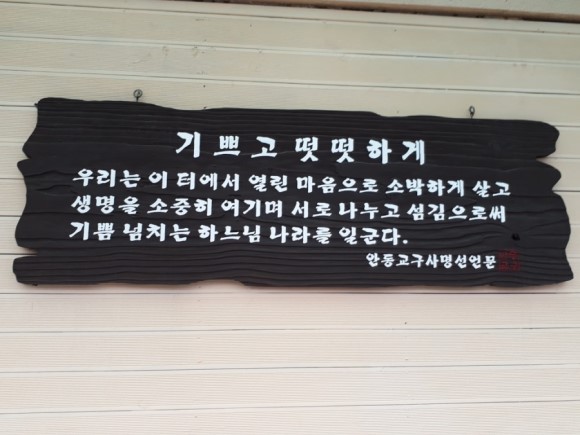 기쁘고 떳떳하게
우리는 이 터에서 열린 마음으로 소박하게 살고
생명을 소중히 여기며 서로 나누고 섬김으로써
기쁨 넘치는 하느님 나라를 일군다.
안동교구사명선언문